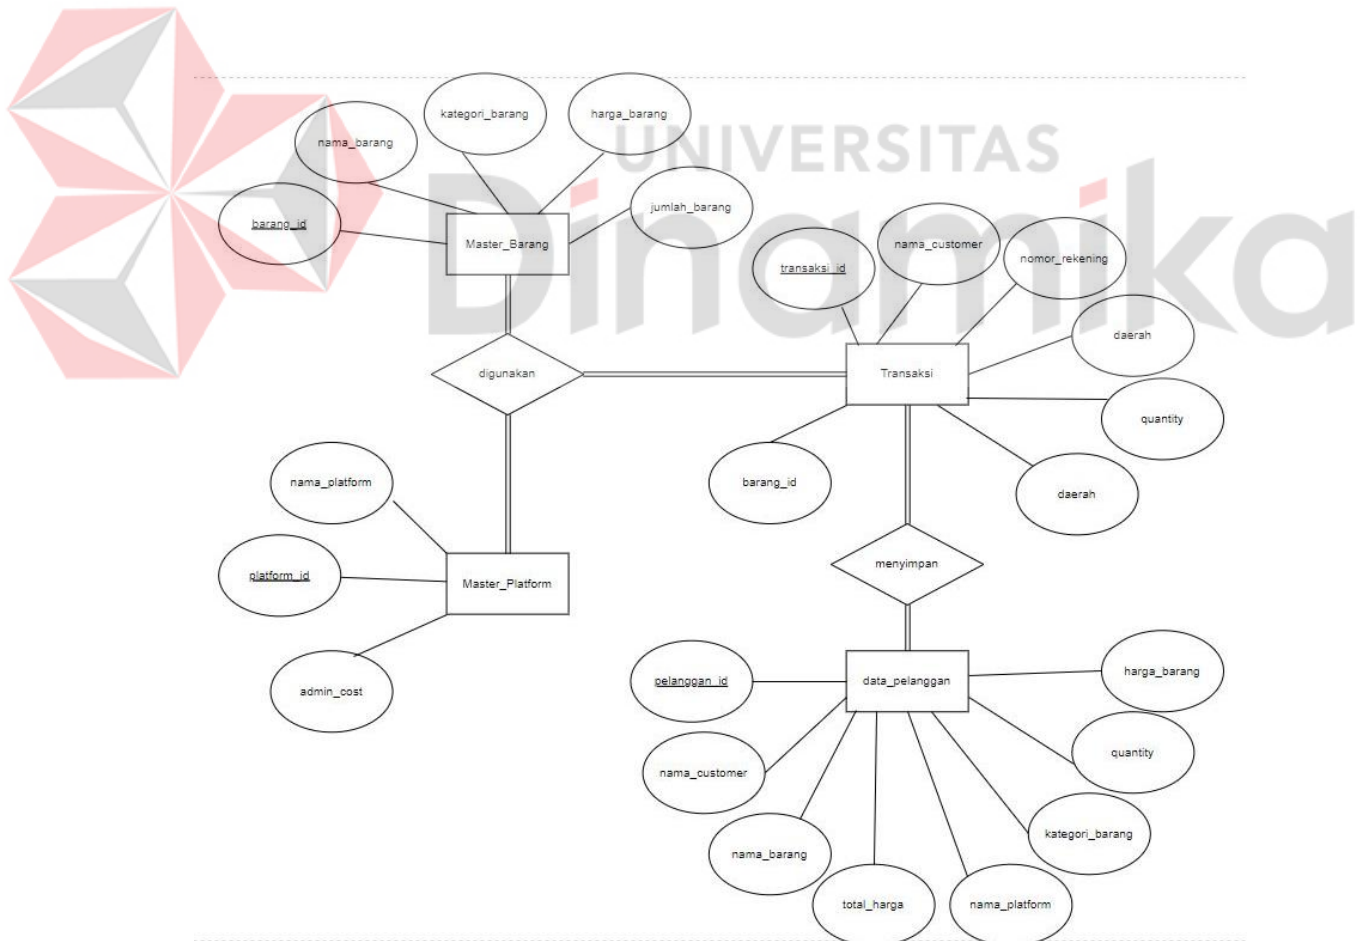 UNIVERSITAS
Dinamika
kategori_barang
harga_barang
nama_barang
jumlah_barang
barang_id
Master_Barang
nama_customer
nomor_rekening
transaksi_id
daerah
digunakan
Transaksi
quantity
nama_platform
barang_id
daerah
menyimpan
platform_id
Master_Platform
harga_barang
pelanggan_id
data_pelanggan
admin_cost
quantity
nama_customer
kategori_barang
nama_barang
total_harga
nama_platform